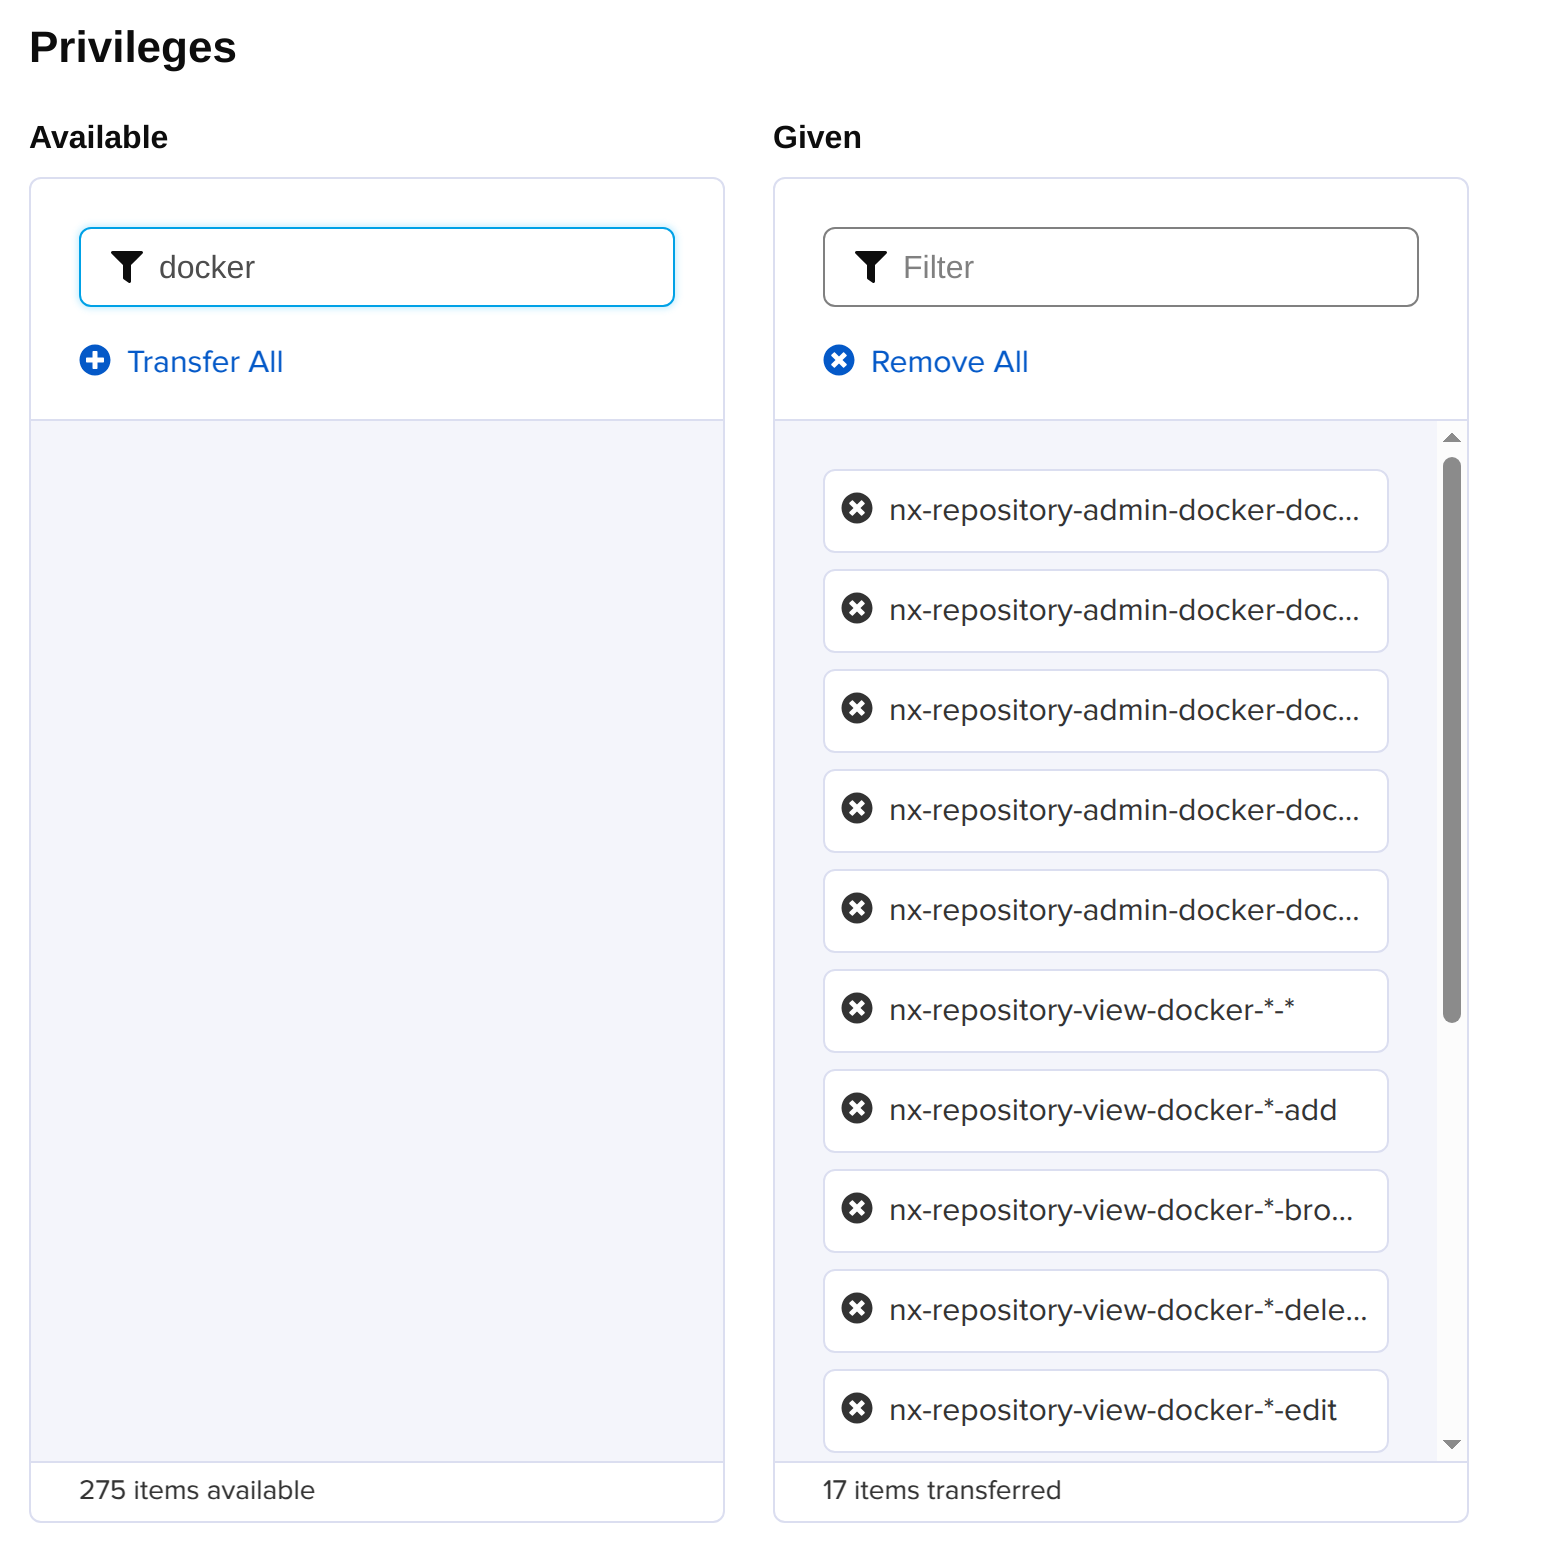 Privileges
Available
docker
Transfer All
275 items available
Given
Filter
Remove All
nx-repository-admin-docker-doc...
nx-repository-admin-docker-doc...
nx-repository-admin-docker-doc...
nx-repository-admin-docker-doc...
nx-repository-admin-docker-doc...
nx-repository-view-docker-*-*
nx-repository-view-docker-*-add
nx-repository-view-docker-*-bro...
nx-repository-view-docker-*-dele...
nx-repository-view-docker-*-edit
17 items transferred